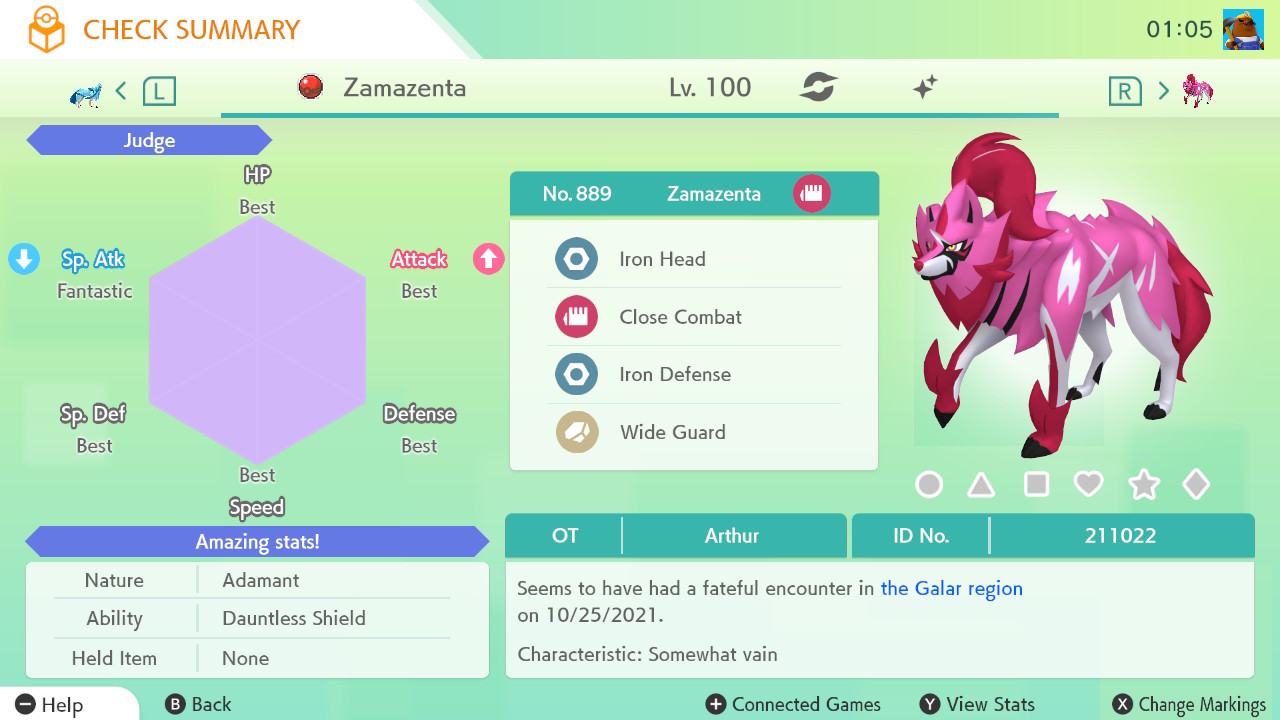 CHECK SUMMARY
01:05
L
Zamazenta
Lv. 100
R
Judge
HP
Best
Sp. Atk
Fantastic
Attack
Best
Sp. Def
Best
Defense
Best
Best
Speed
Amazing stats!
Nature Adamant
Ability Dauntless Shield
Held Item None
No. 889 Zamazenta
Iron Head
Close Combat
Iron Defense
Wide Guard
OT Arthur ID No. 211022
Seems to have had a fateful encounter in the Galar region
on 10/25/2021.
Characteristic: Somewhat vain
Help
B Back
Connected Games
Y View Stats
X Change Markings